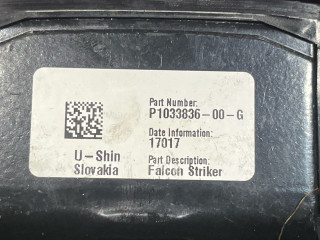 Part Number:
P1033836-00-G
Date Information:
17017
U-Shin
Slovakia
Part Description:
Falcon Striker